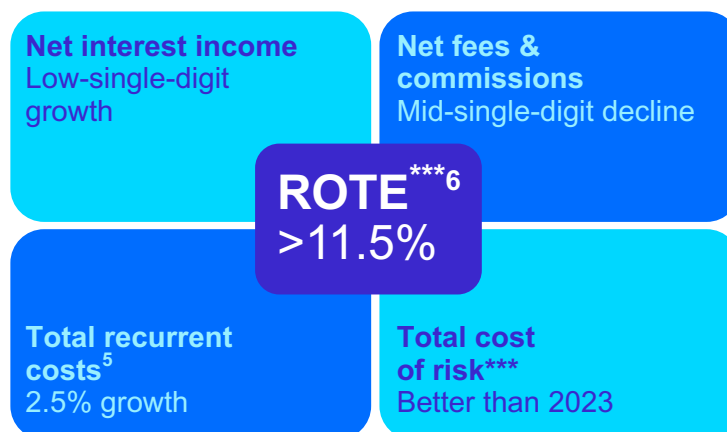 Net interest income
Low-single-digit
growth
Net fees &
commissions
Mid-single-digit decline
ROTE***6
>11.5%
Total recurrent
costs5
2.5% growth
Total cost
of risk***
Better than 2023